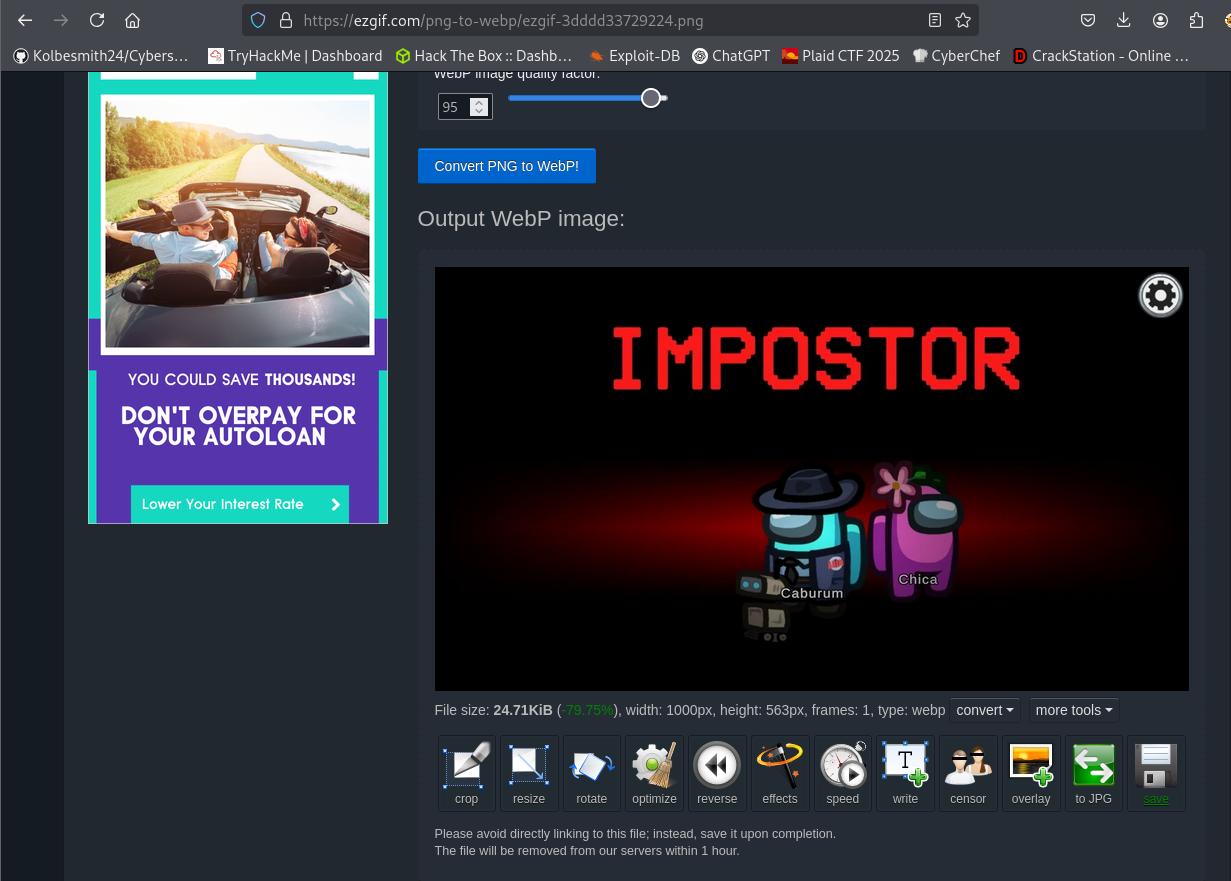 https://ezgif.com/png-to-webp/ezgif-3dddd33729224.png
Kolbesmith24/Cybers… TryHackMe | Dashboard Hack The Box :: Dashb… Exploit-DB ChatGPT Plaid CTF 2025 CyberChef CrackStation - Online …
WebP image quality factor:
95
Convert PNG to WebP!
Output WebP image:
IMPOSTOR
Chica
Caburum
YOU COULD SAVE THOUSANDS!
DON'T OVERPAY FOR
YOUR AUTOLOAN
Lower Your Interest Rate
File size: 24.71KiB (-79.75%), width: 1000px, height: 563px, frames: 1, type: webp convert more tools
crop resize rotate optimize reverse effects speed write censor overlay to JPG save
Please avoid directly linking to this file; instead, save it upon completion.
The file will be removed from our servers within 1 hour.